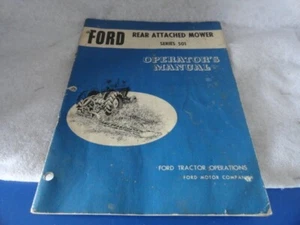 FORD REAR ATTACHED MOWER
SERIES 501
OPERATOR'S
MANUAL
FORD TRACTOR OPERATIONS
FORD MOTOR COMPANY